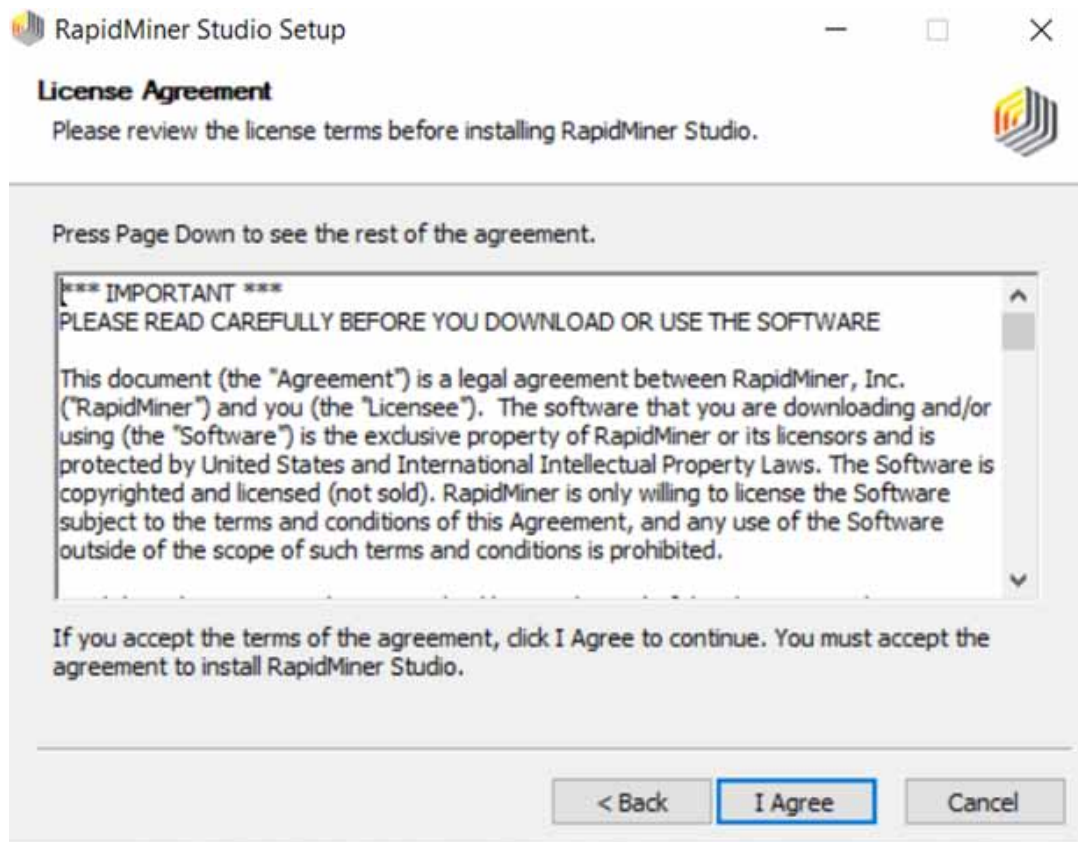 RapidMiner Studio Setup
License Agreement
Please review the license terms before installing RapidMiner Studio.
Press Page Down to see the rest of the agreement.
*** IMPORTANT ***
PLEASE READ CAREFULLY BEFORE YOU DOWNLOAD OR USE THE SOFTWARE
This document (the "Agreement") is a legal agreement between RapidMiner, Inc.
("RapidMiner") and you (the "Licensee").  The software that you are downloading and/or
using (the "Software") is the exclusive property of RapidMiner or its licensors and is
protected by United States and International Intellectual Property Laws. The Software is
copyrighted and licensed (not sold). RapidMiner is only willing to license the Software
subject to the terms and conditions of this Agreement, and any use of the Software
outside of the scope of such terms and conditions is prohibited.
If you accept the terms of the agreement, click I Agree to continue. You must accept the
agreement to install RapidMiner Studio.
< Back
I Agree
Cancel